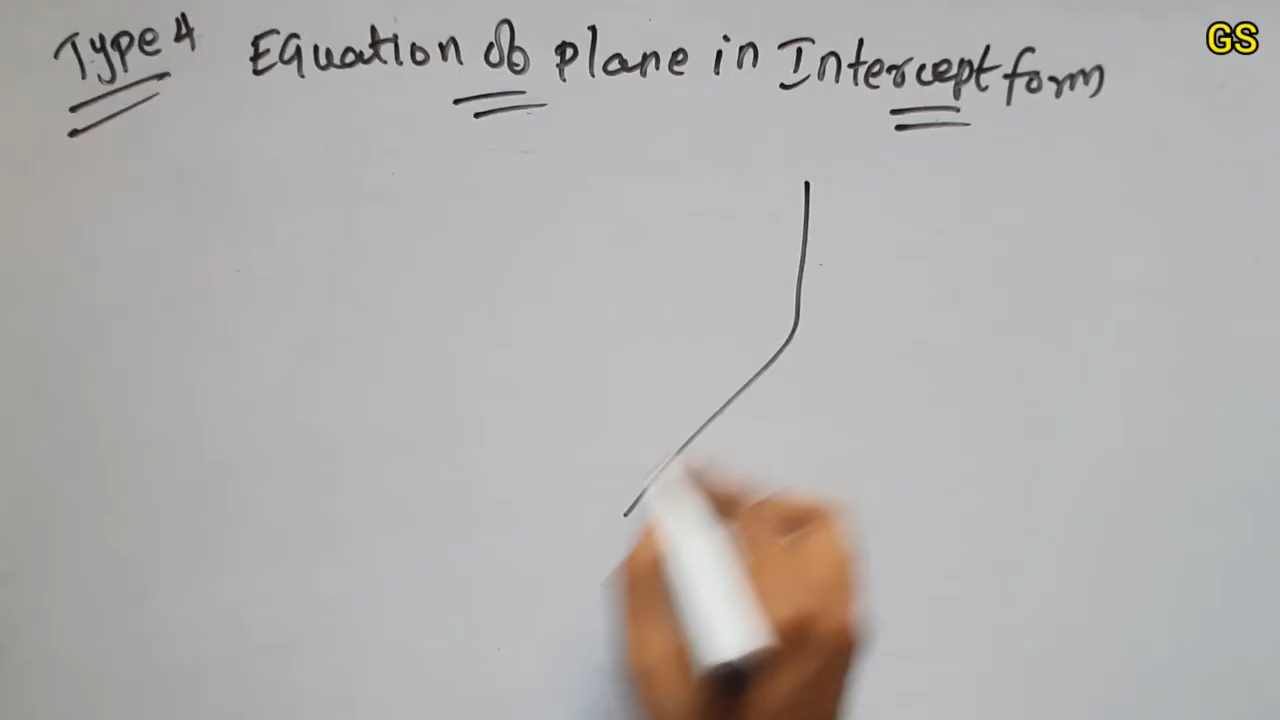 Type 4 Equation of plane in Intercept form
GS